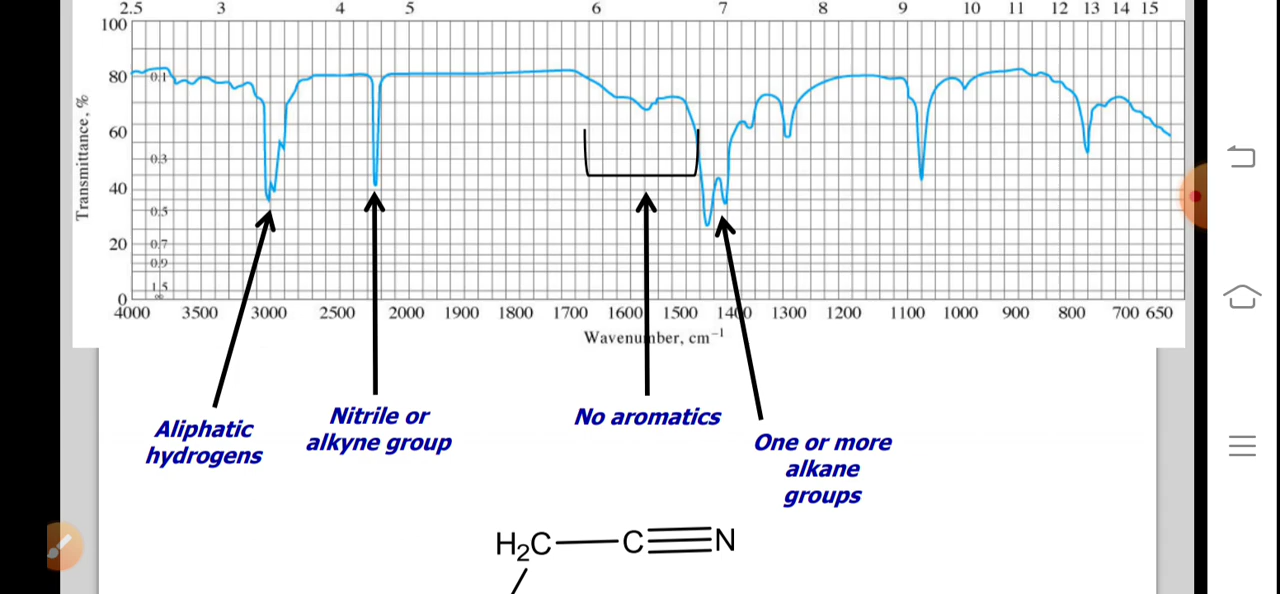 2.5 3 4 5 6 7 8 9 10 11 12 13 14 15
100
80 0.1
60
0.3
40
0.5
20 0.7
0.9
1.5
0 ∞
Transmittance, %
4000 3500 3000 2500 2000 1900 1800 1700 1600 1500 1400 1300 1200 1100 1000 900 800 700 650
Wavenumber, cm⁻¹
Aliphatic
hydrogens
Nitrile or
alkyne group
No aromatics
One or more
alkane
groups
H₂C—C≡N